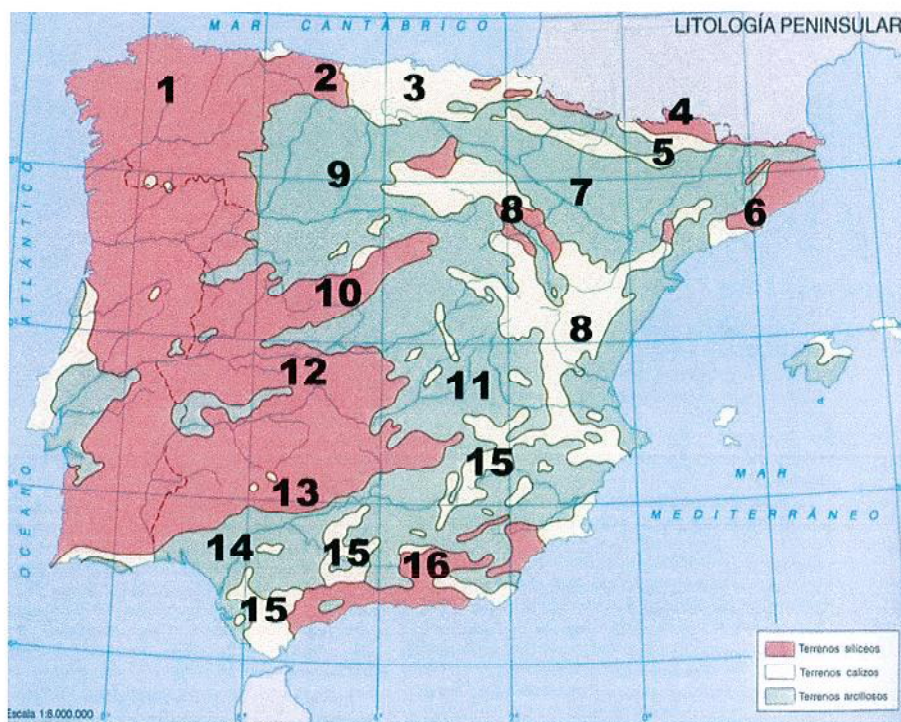 MAR CANTÁBRICO
LITOLOGÍA PENINSULAR
1
2
3
4
5
9
7
8
6
ATLÁNTICO
10
8
12
11
15
MAR
MEDITERRÁNEO
OCÉANO
13
14
15
16
15
Terrenos silíceos
Terrenos calizos
Terrenos arcillosos
Escala 1:8.000.000